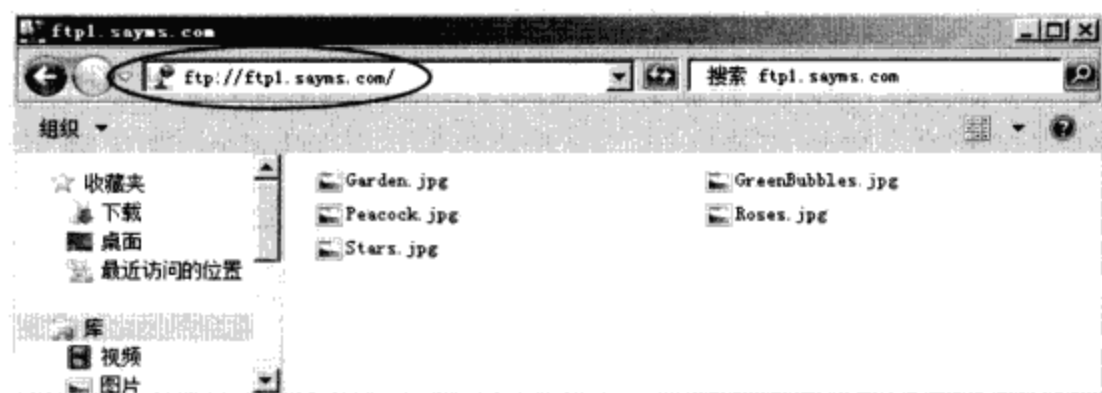 ftp1.sayms.com
ftp://ftp1.sayms.com/
搜索 ftp1.sayms.com
组织
收藏夹
下载
桌面
最近访问的位置
库
视频
图片
Garden.jpg
GreenBubbles.jpg
Peacock.jpg
Roses.jpg
Stars.jpg